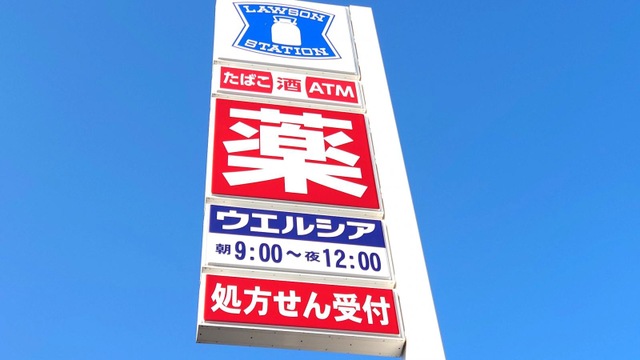 LAWSON
STATION
たばこ 酒 ATM
薬
ウエルシア
朝9:00〜夜12:00
処方せん受付